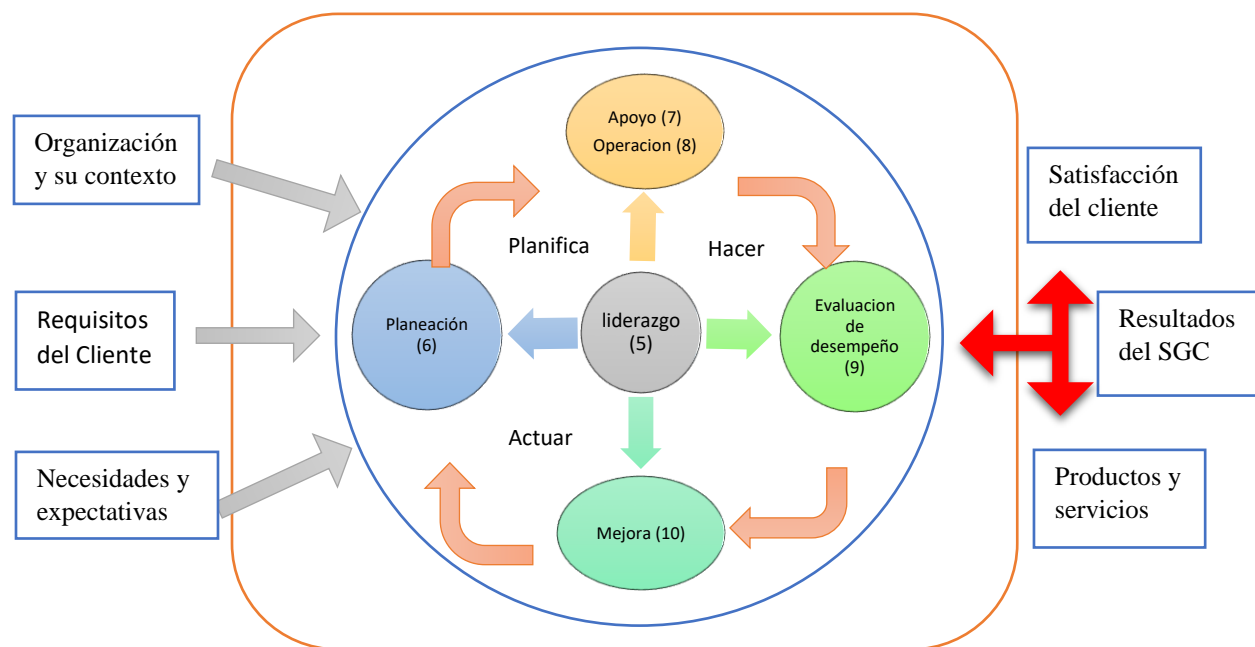 Organización
y su contexto
Requisitos
del Cliente
Necesidades y
expectativas
Apoyo (7)
Operacion (8)
Planifica
Hacer
Planeación
(6)
liderazgo
(5)
Evaluacion
de
desempeño
(9)
Actuar
Mejora (10)
Satisfacción
del cliente
Resultados
del SGC
Productos y
servicios